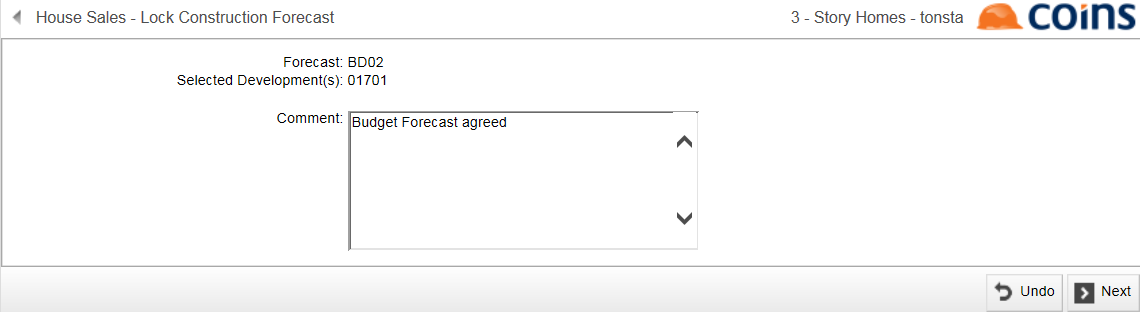 House Sales - Lock Construction Forecast
3 - Story Homes - tonsta
coins
Forecast: BD02
Selected Development(s): 01701
Comment: Budget Forecast agreed
Undo
Next